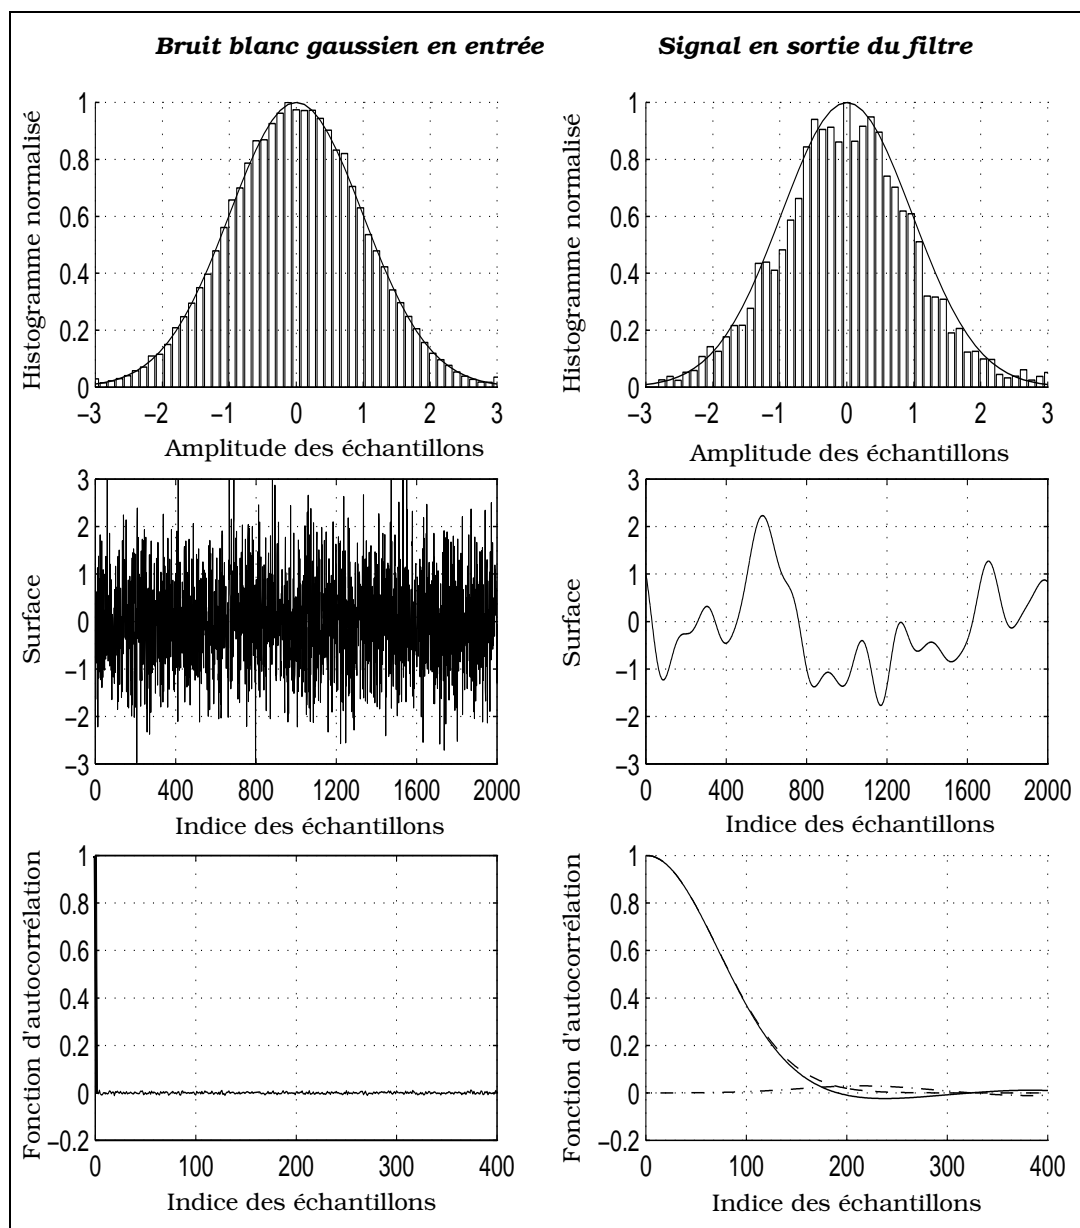 Bruit blanc gaussien en entrée
Signal en sortie du filtre
Histogramme normalisé
1
0.8
0.6
0.4
0.2
0
−3 −2 −1 0 1 2 3
Amplitude des échantillons
Histogramme normalisé
1
0.8
0.6
0.4
0.2
0
−3 −2 −1 0 1 2 3
Amplitude des échantillons
Surface
3
2
1
0
−1
−2
−3
0 400 800 1200 1600 2000
Indice des échantillons
Surface
3
2
1
0
−1
−2
−3
0 400 800 1200 1600 2000
Indice des échantillons
Fonction d'autocorrélation
1
0.8
0.6
0.4
0.2
0
−0.2
0 100 200 300 400
Indice des échantillons
Fonction d'autocorrélation
1
0.8
0.6
0.4
0.2
0
−0.2
0 100 200 300 400
Indice des échantillons